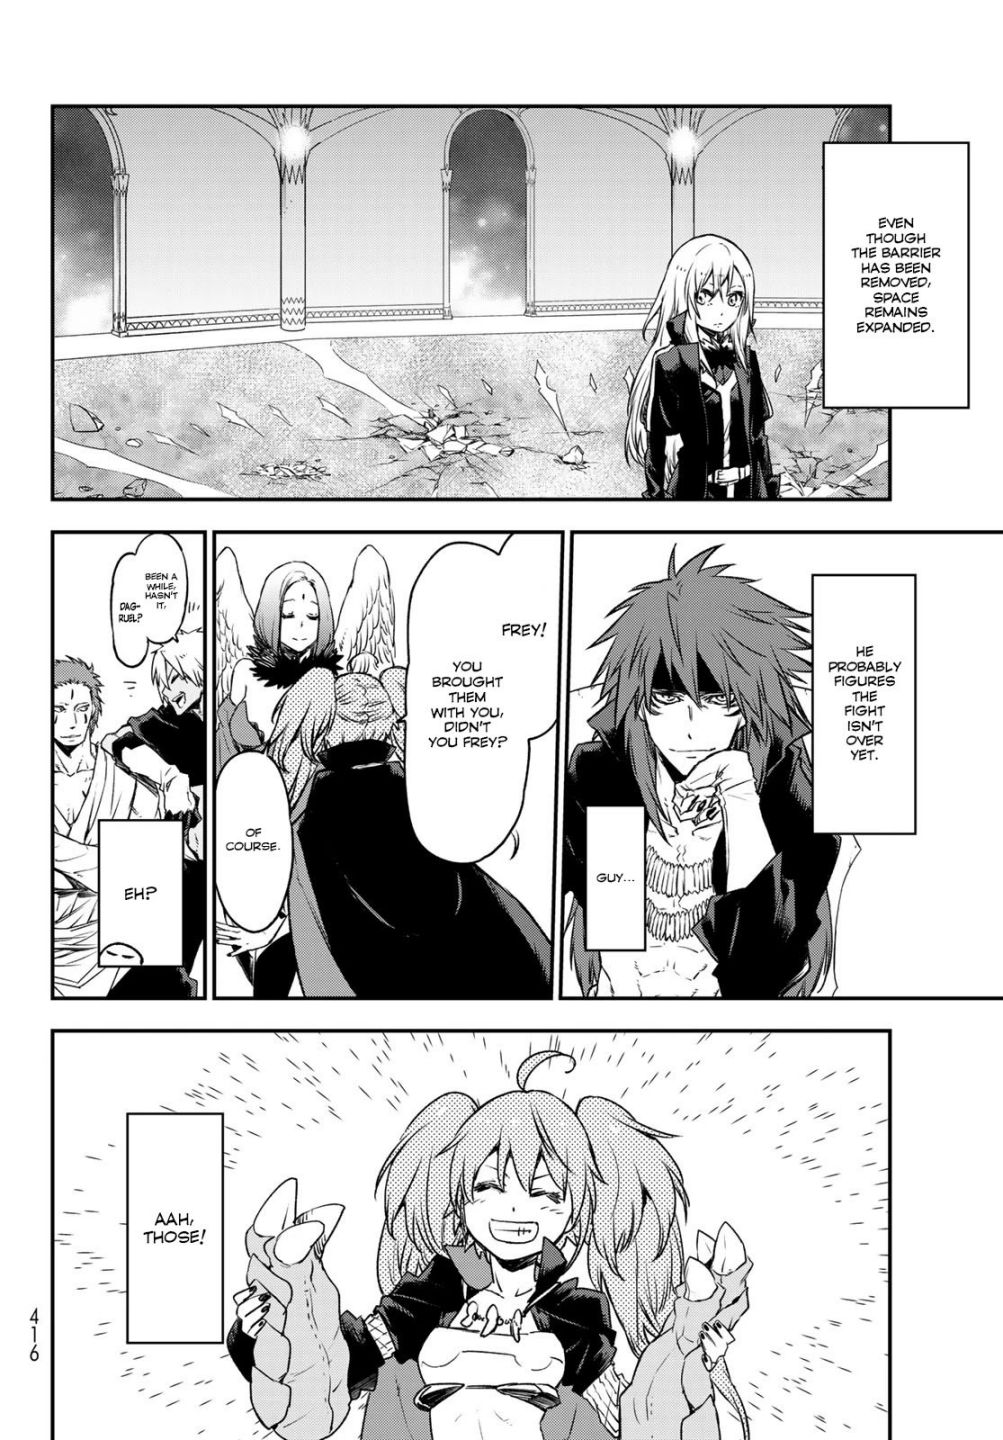 EVEN
THOUGH
THE BARRIER
HAS BEEN
REMOVED,
SPACE
REMAINS
EXPANDED.
HE
PROBABLY
FIGURES
THE
FIGHT
ISN'T
OVER
YET.
GUY...
FREY!
YOU
BROUGHT
THEM
WITH YOU,
DIDN'T
YOU FREY?
OF
COURSE.
BEEN A
WHILE,
HASN'T
IT,
DAG-
RUEL?
EH?
AAH,
THOSE!
416